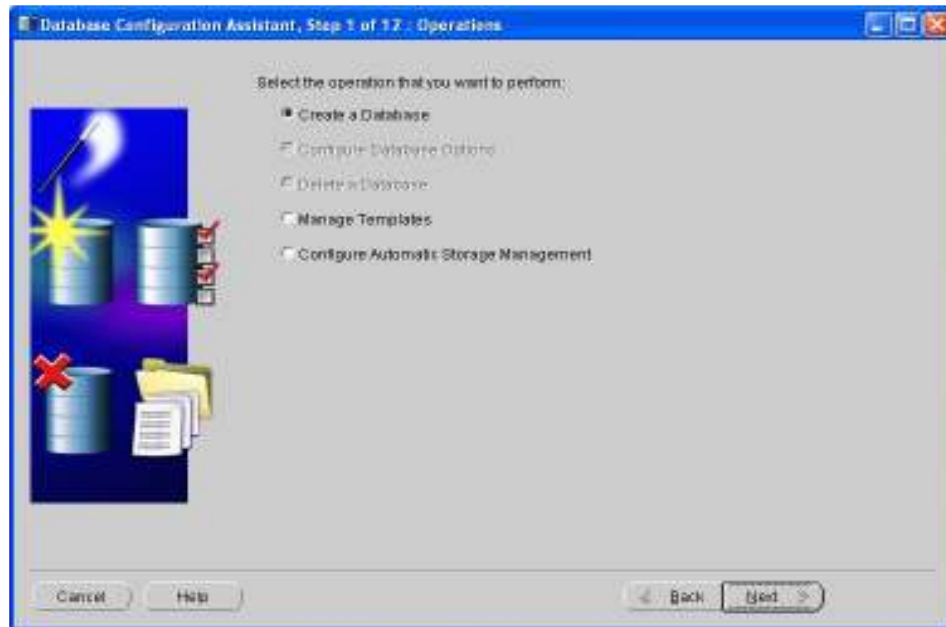 Database Configuration Assistant, Step 1 of 12 : Operations
Select the operation that you want to perform:
Create a Database
Configure Database Options
Delete a Database
Manage Templates
Configure Automatic Storage Management
Cancel
Help
Back
Next